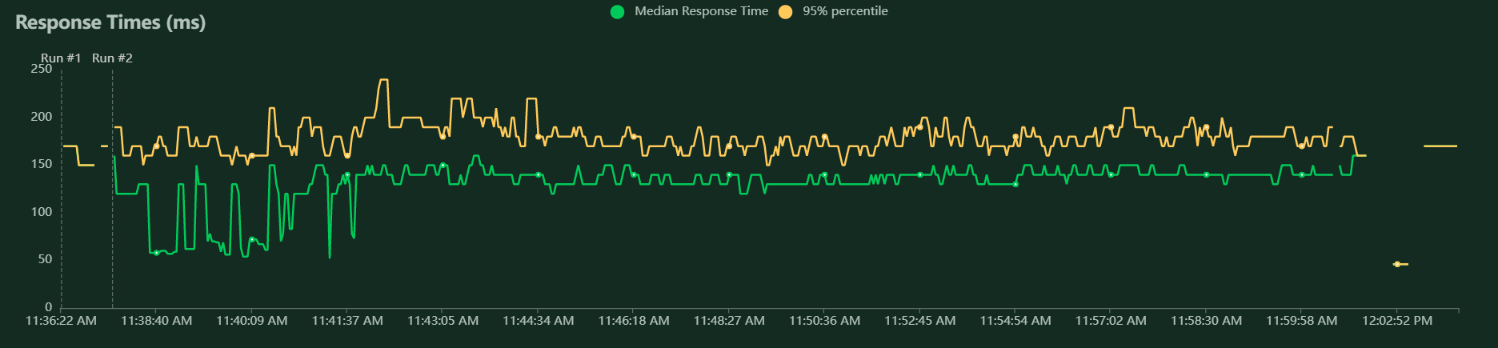 Response Times (ms)
Median Response Time 95% percentile
Run #1 Run #2
250
200
150
100
50
0
11:36:22 AM 11:38:40 AM 11:40:09 AM 11:41:37 AM 11:43:05 AM 11:44:34 AM 11:46:18 AM 11:48:27 AM 11:50:36 AM 11:52:45 AM 11:54:54 AM 11:57:02 AM 11:58:30 AM 11:59:58 AM 12:02:52 PM